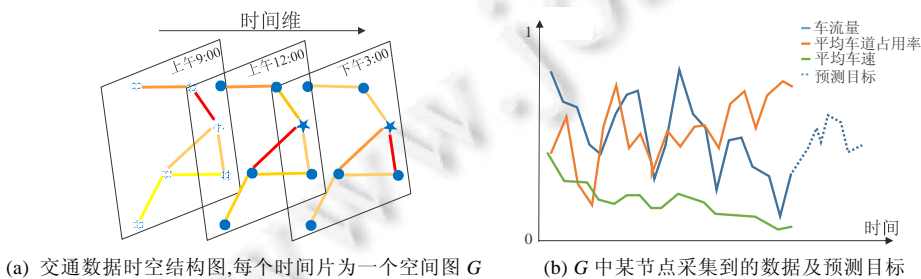 时间维
上午9:00
上午12:00
下午3:00
(a) 交通数据时空结构图,每个时间片为一个空间图 G
1
0
车流量
平均车道占用率
平均车速
预测目标
时间
(b) G 中某节点采集到的数据及预测目标